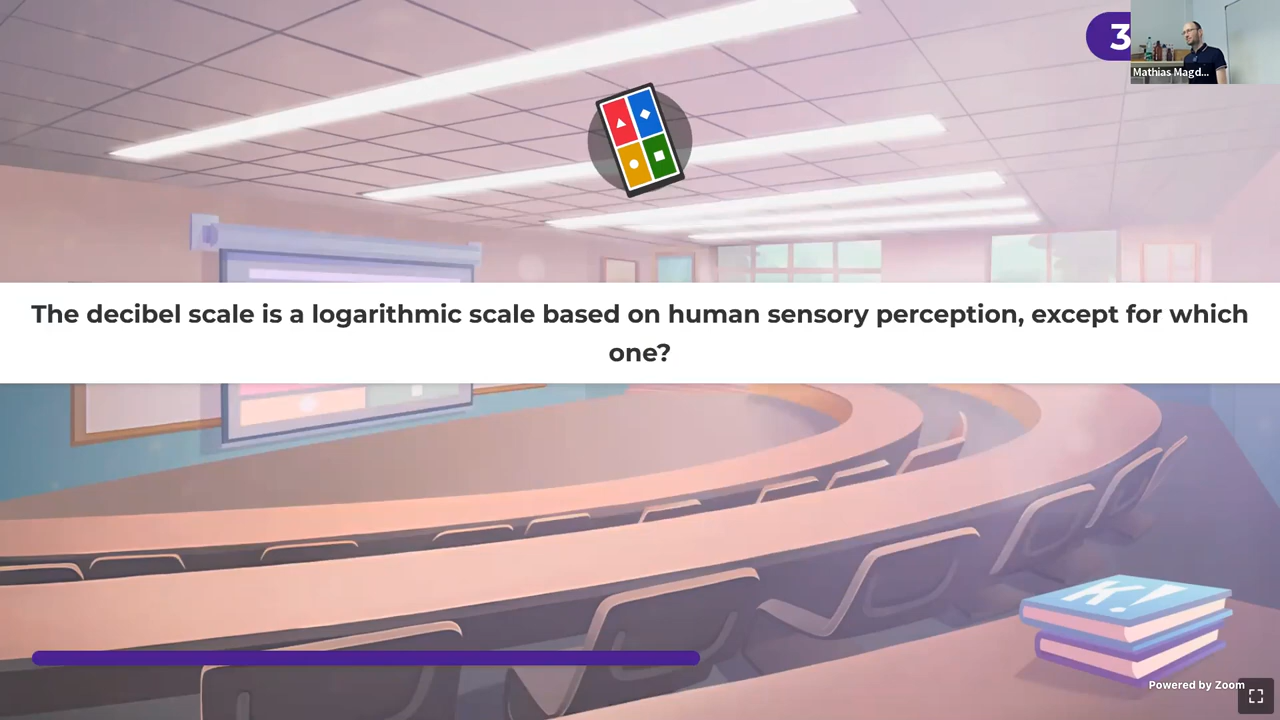 3
Mathias Magd...
The decibel scale is a logarithmic scale based on human sensory perception, except for which
one?
K!
Powered by Zoom